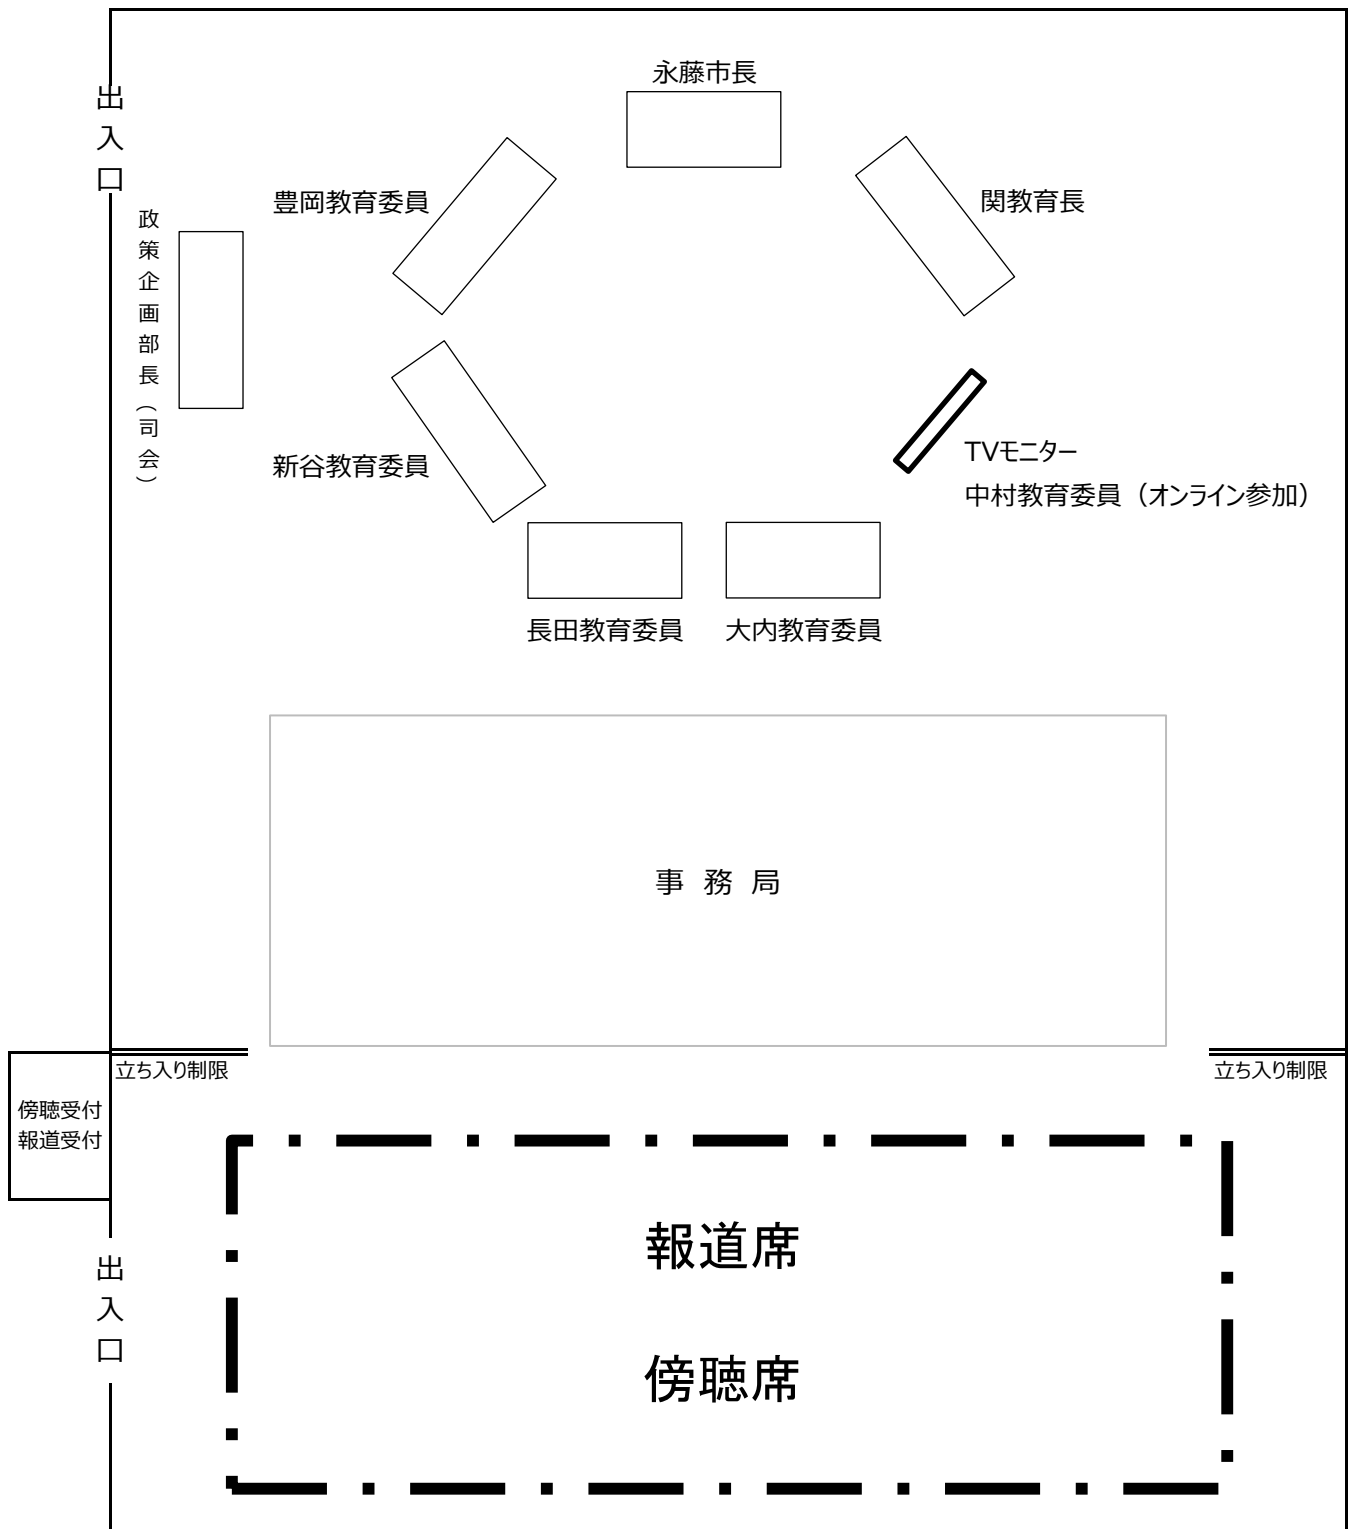 永藤市長
出入口
豊岡教育委員
関教育長
政策企画部長（司会）
新谷教育委員
TVモニター
中村教育委員（オンライン参加）
長田教育委員
大内教育委員
事務局
立ち入り制限
立ち入り制限
傍聴受付
報道受付
報道席
出入口
傍聴席